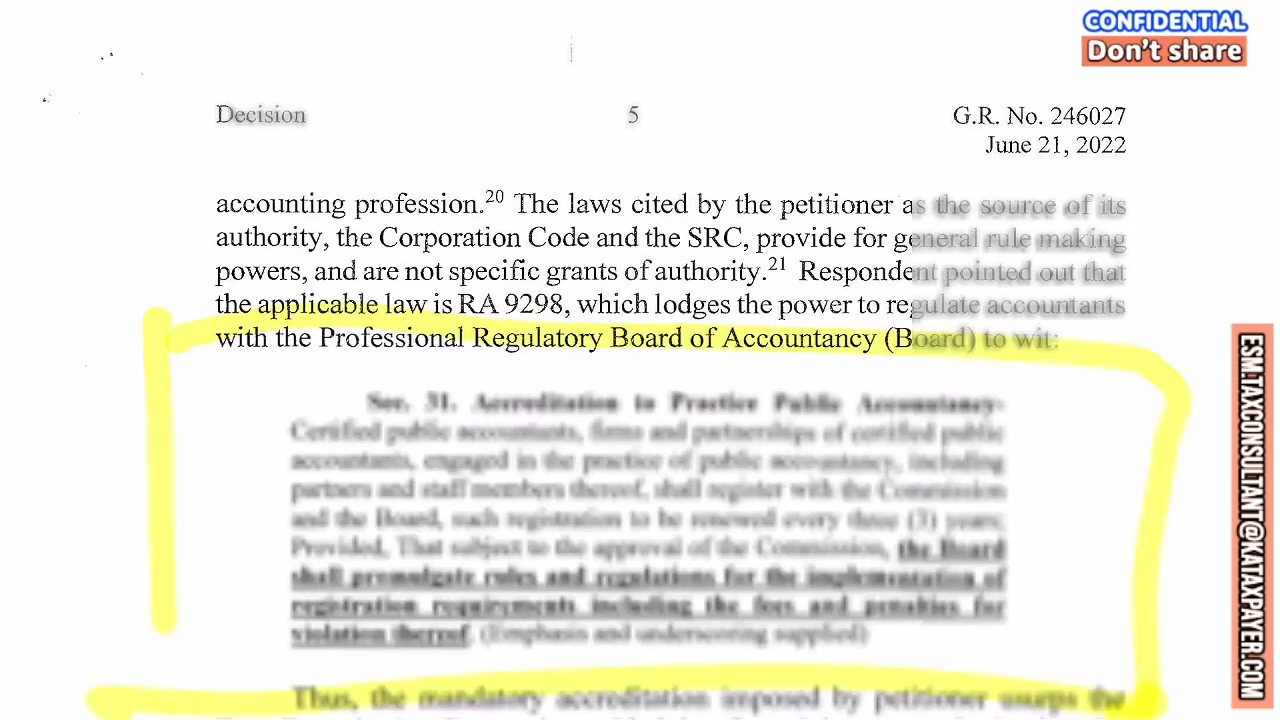 CONFIDENTIAL
Don't share
Decision 5 G.R. No. 246027
June 21, 2022
accounting profession.20 The laws cited by the petitioner as the source of its
authority, the Corporation Code and the SRC, provide for general rule making
powers, and are not specific grants of authority.21 Respondent pointed out that
the applicable law is RA 9298, which lodges the power to regulate accountants
with the Professional Regulatory Board of Accountancy (Board) to wit:
Sec. 31. Accreditation to Practice Public Accountancy-
Certified public accountants, firms and partnerships of certified public
accountants, engaged in the practice of public accountancy, including
partners and staff members thereof, shall register with the Commission
and the Board, such registration to be renewed every three (3) years:
Provided, That subject to the approval of the Commission, the Board
shall promulgate rules and regulations for the implementation of
registration requirements including the fees and penalties for
violation thereof. (Emphasis and underscoring supplied)
Thus, the mandatory accreditation imposed by petitioner usurps the
ESM.TAXCONSULTANT@KATAXPAYER.COM